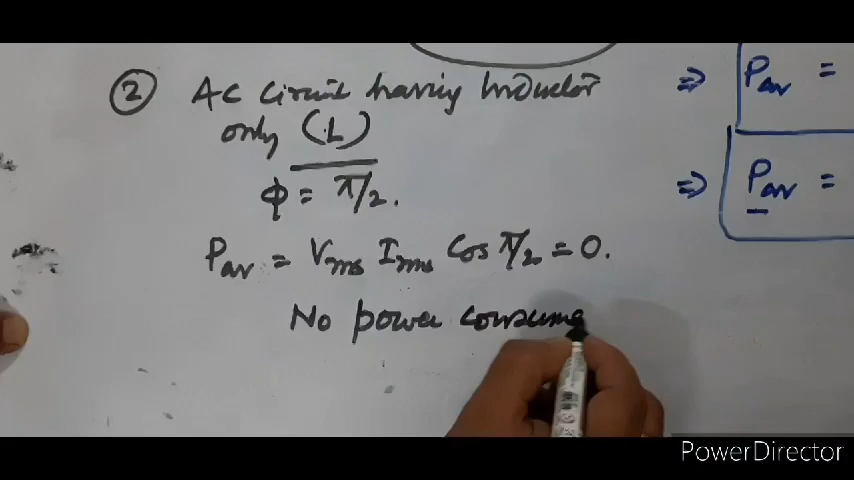 ② AC Circuit having Inductor
only (L)
ϕ = π/2.
Pav = Vrms Irms Cos π/2 = 0.
No power consume
⇒ Pav =
⇒ Pav =
PowerDirector